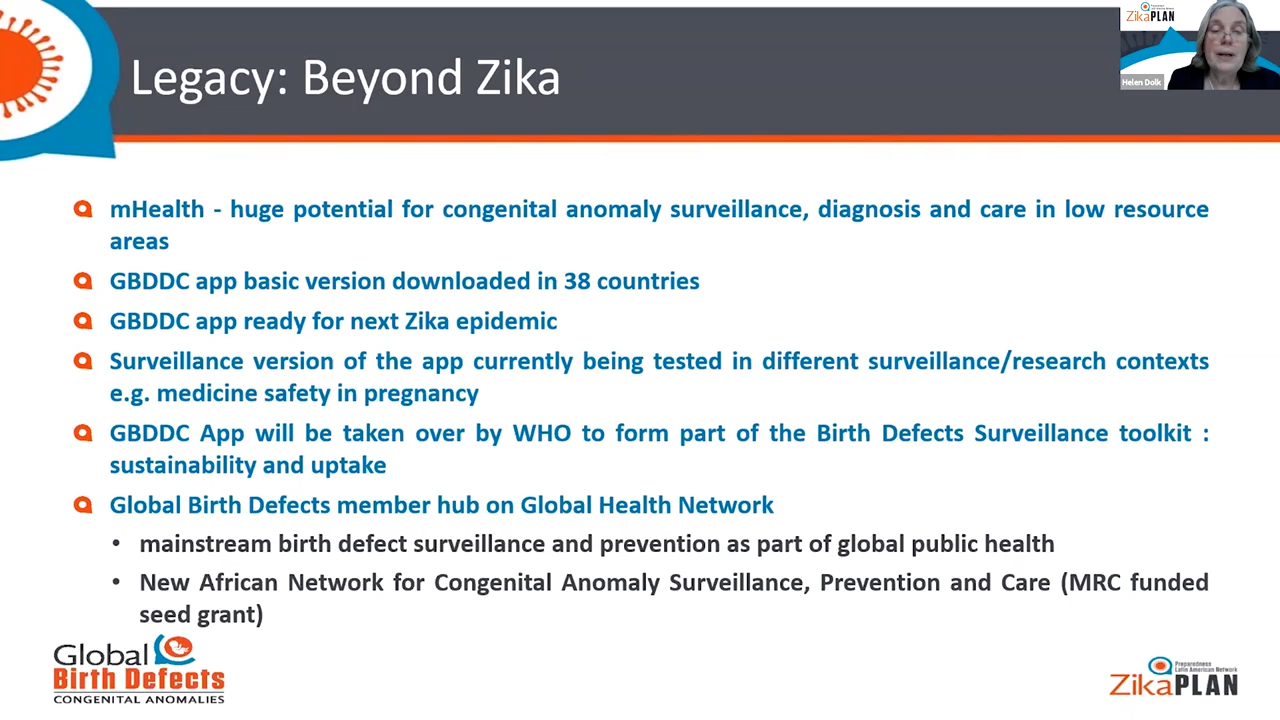 ZikaPLAN
Helen Dolk
Legacy: Beyond Zika
mHealth - huge potential for congenital anomaly surveillance, diagnosis and care in low resource
areas
GBDDC app basic version downloaded in 38 countries
GBDDC app ready for next Zika epidemic
Surveillance version of the app currently being tested in different surveillance/research contexts
e.g. medicine safety in pregnancy
GBDDC App will be taken over by WHO to form part of the Birth Defects Surveillance toolkit :
sustainability and uptake
Global Birth Defects member hub on Global Health Network
• mainstream birth defect surveillance and prevention as part of global public health
• New African Network for Congenital Anomaly Surveillance, Prevention and Care (MRC funded
seed grant)
Global
Birth Defects
CONGENITAL ANOMALIES
Preparedness
Latin American Network
ZikaPLAN